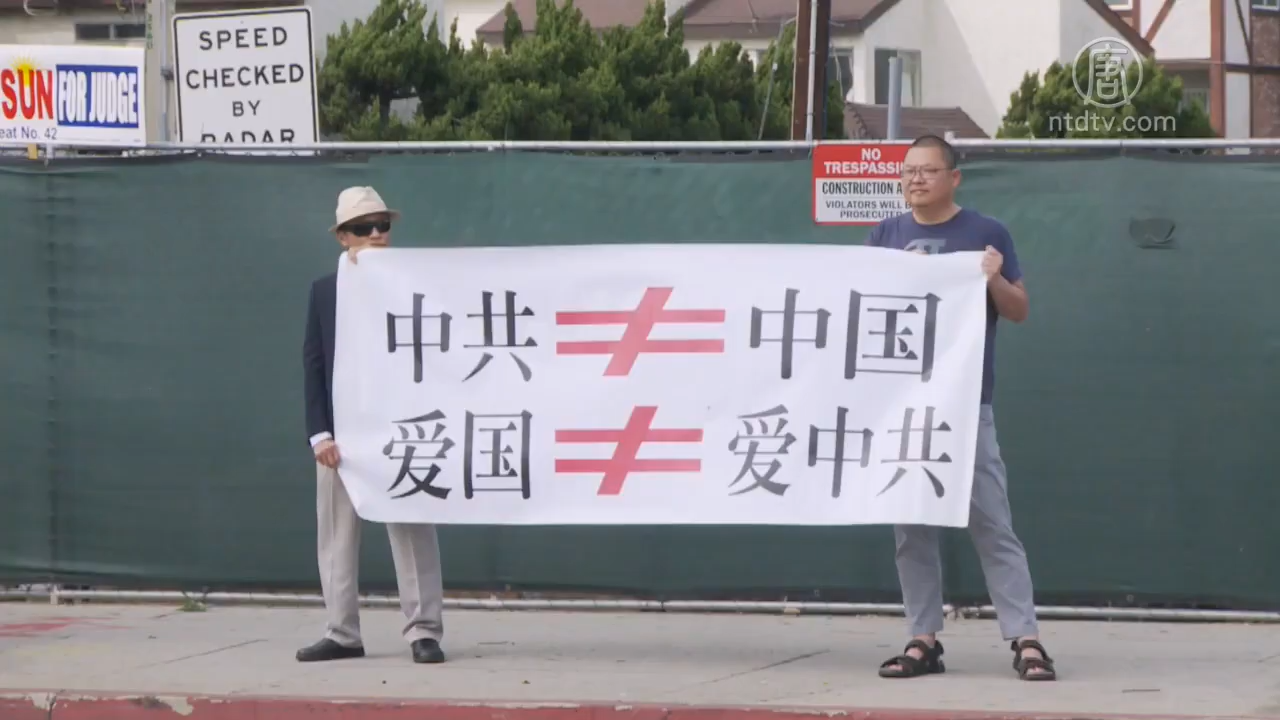 SPEED
CHECKED
BY
RADAR
SUN FOR JUDGE
eat No. 42
唐
ntdtv.com
NO
TRESPASSI
CONSTRUCTION A
VIOLATORS WILL B
PROSECUTE
中共≠中国
爱国≠爱中共